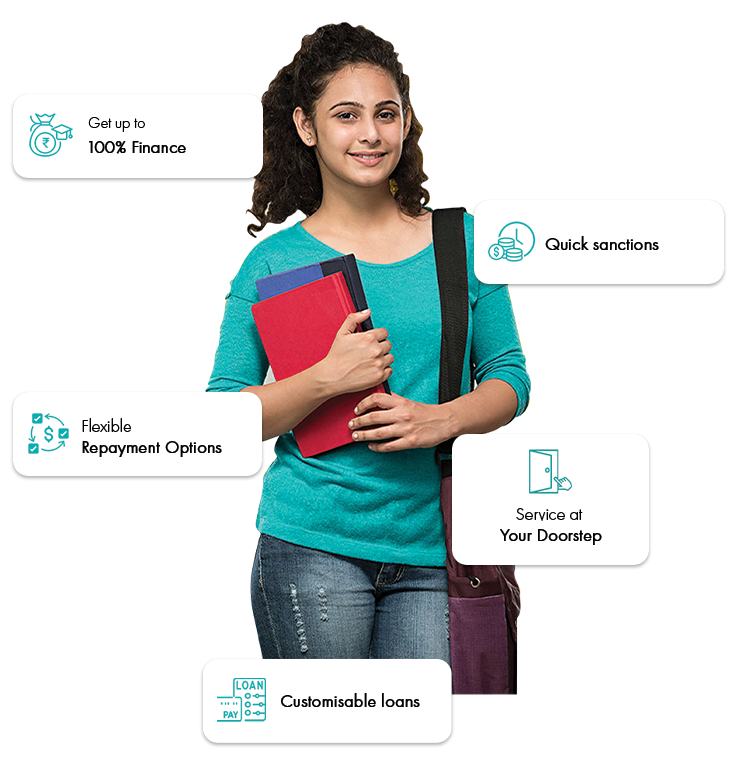 Get up to
100% Finance
Quick sanctions
Flexible
Repayment Options
Service at
Your Doorstep
LOAN
PAY
Customisable loans